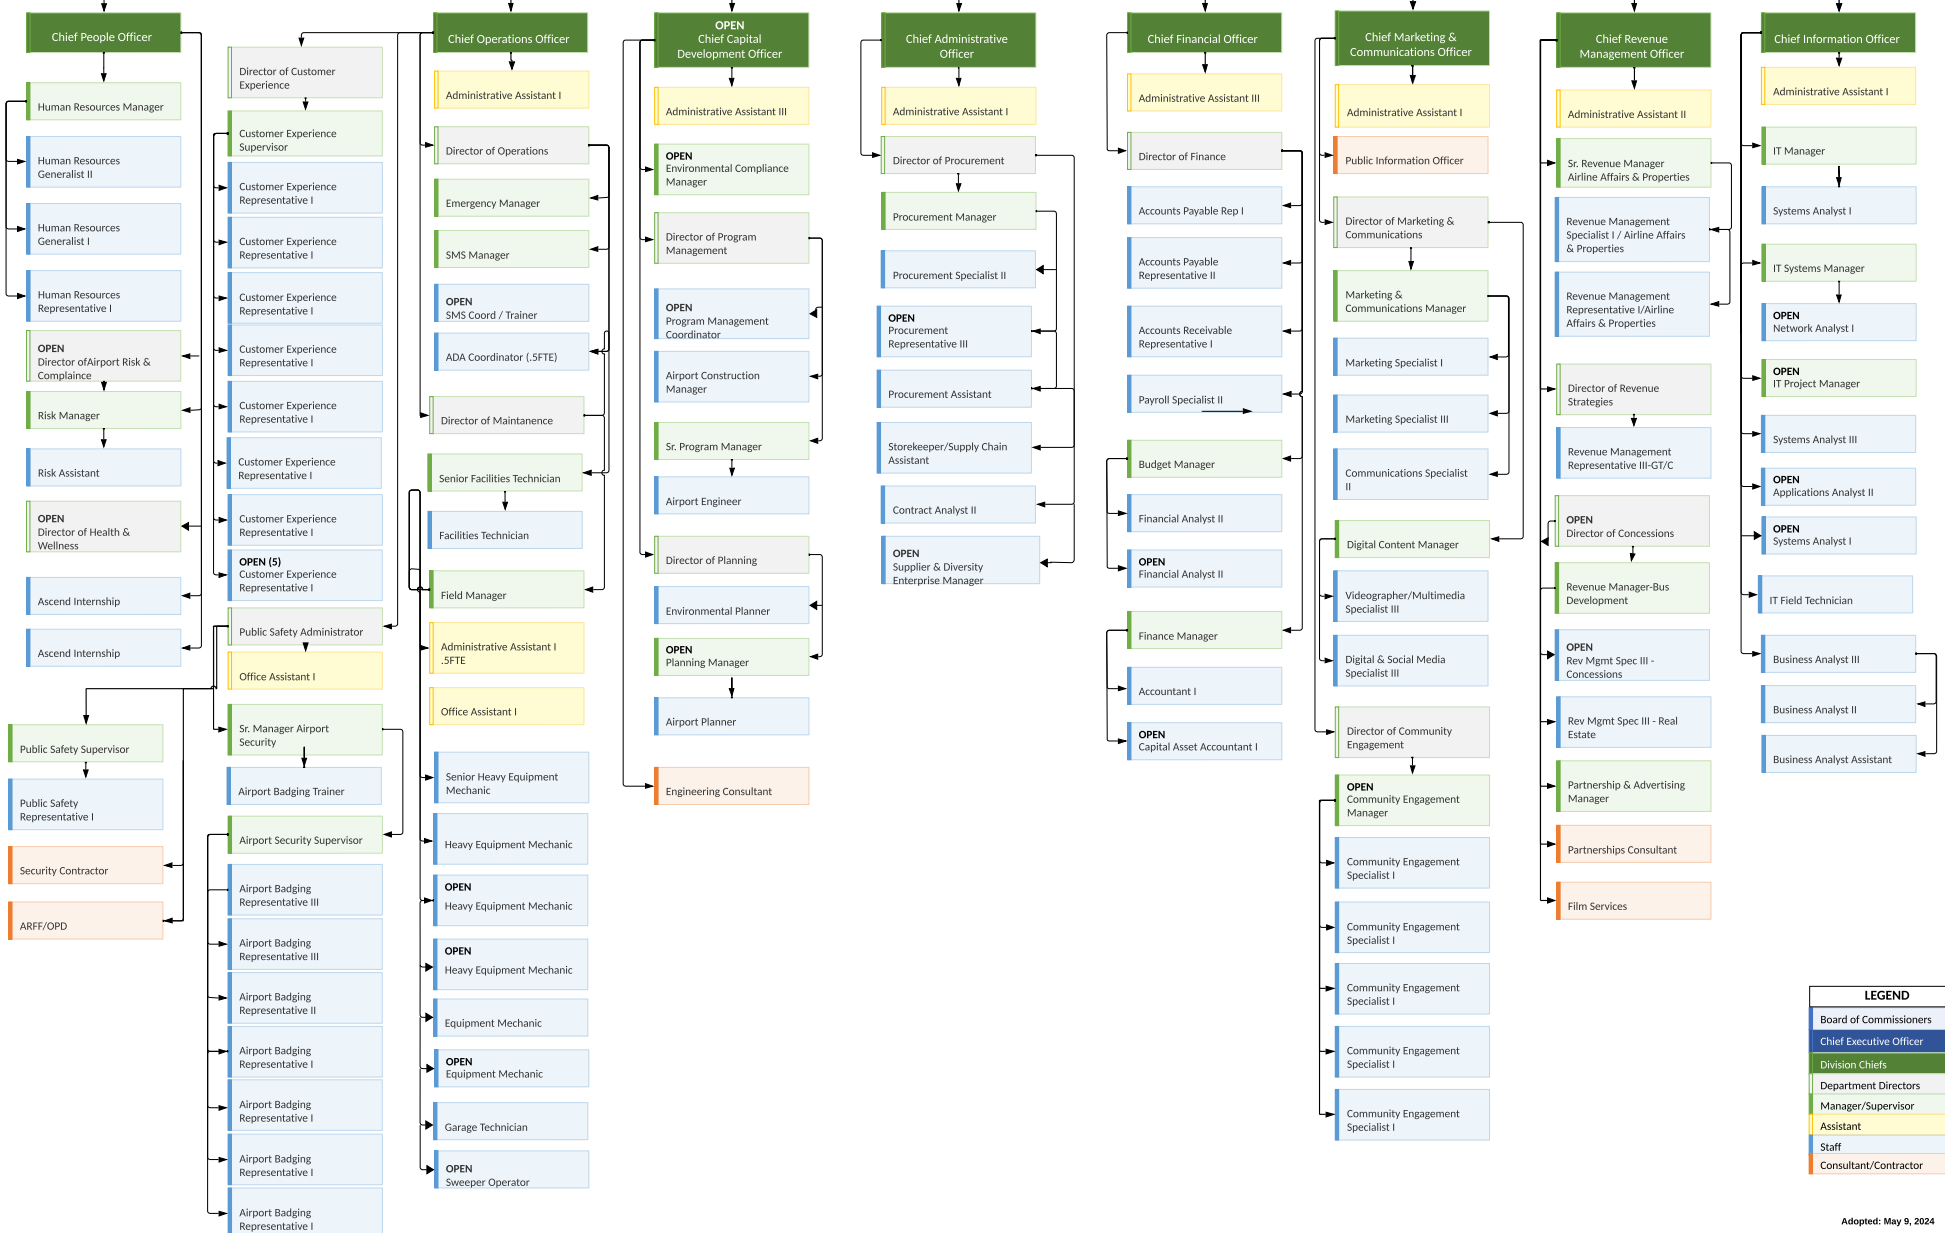 Chief People Officer
Human Resources Manager
Human Resources
Generalist II
Human Resources
Generalist I
Human Resources
Representative I
OPEN
Director ofAirport Risk &
Complaince
Risk Manager
Risk Assistant
OPEN
Director of Health &
Wellness
Ascend Internship
Ascend Internship
Public Safety Supervisor
Public Safety
Representative I
Security Contractor
ARFF/OPD
Director of Customer
Experience
Customer Experience
Supervisor
Customer Experience
Representative I
Customer Experience
Representative I
Customer Experience
Representative I
Customer Experience
Representative I
Customer Experience
Representative I
Customer Experience
Representative I
Customer Experience
Representative I
OPEN (5)
Customer Experience
Representative I
Public Safety Administrator
Office Assistant I
Sr. Manager Airport
Security
Airport Badging Trainer
Airport Security Supervisor
Airport Badging
Representative III
Airport Badging
Representative III
Airport Badging
Representative II
Airport Badging
Representative I
Airport Badging
Representative I
Airport Badging
Representative I
Airport Badging
Representative I
Chief Operations Officer
Administrative Assistant I
Director of Operations
Emergency Manager
SMS Manager
OPEN
SMS Coord / Trainer
ADA Coordinator (.5FTE)
Director of Maintanence
Senior Facilities Technician
Facilities Technician
Field Manager
Administrative Assistant I
.5FTE
Office Assistant I
Senior Heavy Equipment
Mechanic
Heavy Equipment Mechanic
OPEN
Heavy Equipment Mechanic
OPEN
Heavy Equipment Mechanic
Equipment Mechanic
OPEN
Equipment Mechanic
Garage Technician
OPEN
Sweeper Operator
OPEN
Chief Capital
Development Officer
Administrative Assistant III
OPEN
Environmental Compliance
Manager
Director of Program
Management
OPEN
Program Management
Coordinator
Airport Construction
Manager
Sr. Program Manager
Airport Engineer
Director of Planning
Environmental Planner
OPEN
Planning Manager
Airport Planner
Engineering Consultant
Chief Administrative
Officer
Administrative Assistant I
Director of Procurement
Procurement Manager
Procurement Specialist II
OPEN
Procurement
Representative III
Procurement Assistant
Storekeeper/Supply Chain
Assistant
Contract Analyst II
OPEN
Supplier & Diversity
Enterprise Manager
Chief Financial Officer
Administrative Assistant III
Director of Finance
Accounts Payable Rep I
Accounts Payable
Representative II
Accounts Receivable
Representative I
Payroll Specialist II
Budget Manager
Financial Analyst II
OPEN
Financial Analyst II
Finance Manager
Accountant I
OPEN
Capital Asset Accountant I
Chief Marketing &
Communications Officer
Administrative Assistant I
Public Information Officer
Director of Marketing &
Communications
Marketing &
Communications Manager
Marketing Specialist I
Marketing Specialist III
Communications Specialist
II
Digital Content Manager
Videographer/Multimedia
Specialist III
Digital & Social Media
Specialist III
Director of Community
Engagement
OPEN
Community Engagement
Manager
Community Engagement
Specialist I
Community Engagement
Specialist I
Community Engagement
Specialist I
Community Engagement
Specialist I
Community Engagement
Specialist I
Chief Revenue
Management Officer
Administrative Assistant II
Sr. Revenue Manager
Airline Affairs & Properties
Revenue Management
Specialist I / Airline Affairs
& Properties
Revenue Management
Representative I/Airline
Affairs & Properties
Director of Revenue
Strategies
Revenue Management
Representative III-GT/C
OPEN
Director of Concessions
Revenue Manager-Bus
Development
OPEN
Rev Mgmt Spec III -
Concessions
Rev Mgmt Spec III - Real
Estate
Partnership & Advertising
Manager
Partnerships Consultant
Film Services
Chief Information Officer
Administrative Assistant I
IT Manager
Systems Analyst I
IT Systems Manager
OPEN
Network Analyst I
OPEN
IT Project Manager
Systems Analyst III
OPEN
Applications Analyst II
OPEN
Systems Analyst I
IT Field Technician
Business Analyst III
Business Analyst II
Business Analyst Assistant
LEGEND
Board of Commissioners
Chief Executive Officer
Division Chiefs
Department Directors
Manager/Supervisor
Assistant
Staff
Consultant/Contractor
Adopted: May 9, 2024